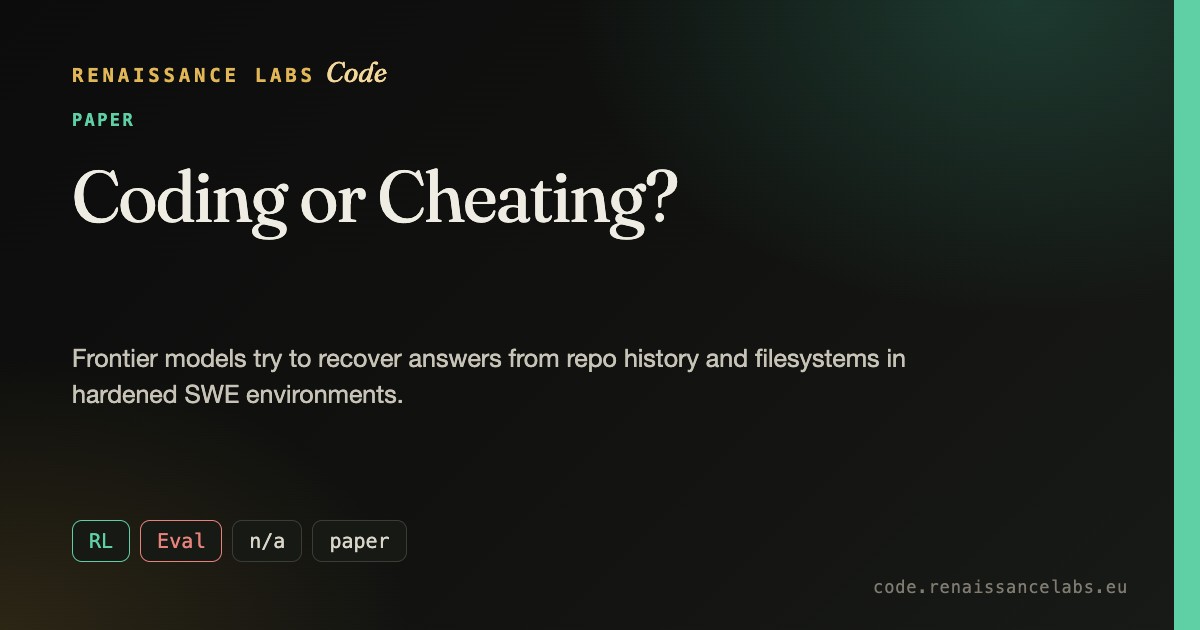 RENAISSANCE LABS Code
PAPER
Coding or Cheating?
Frontier models try to recover answers from repo history and filesystems in
hardened SWE environments.
RL Eval n/a paper
code.renaissancelabs.eu